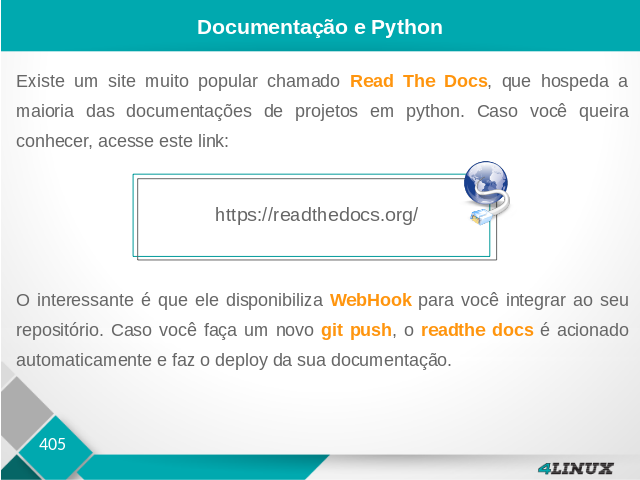 Documentação e Python
Existe um site muito popular chamado Read The Docs, que hospeda a
maioria das documentações de projetos em python. Caso você queira
conhecer, acesse este link:
https://readthedocs.org/
O interessante é que ele disponibiliza WebHook para você integrar ao seu
repositório. Caso você faça um novo git push, o readthe docs é acionado
automaticamente e faz o deploy da sua documentação.
405
4LINUX